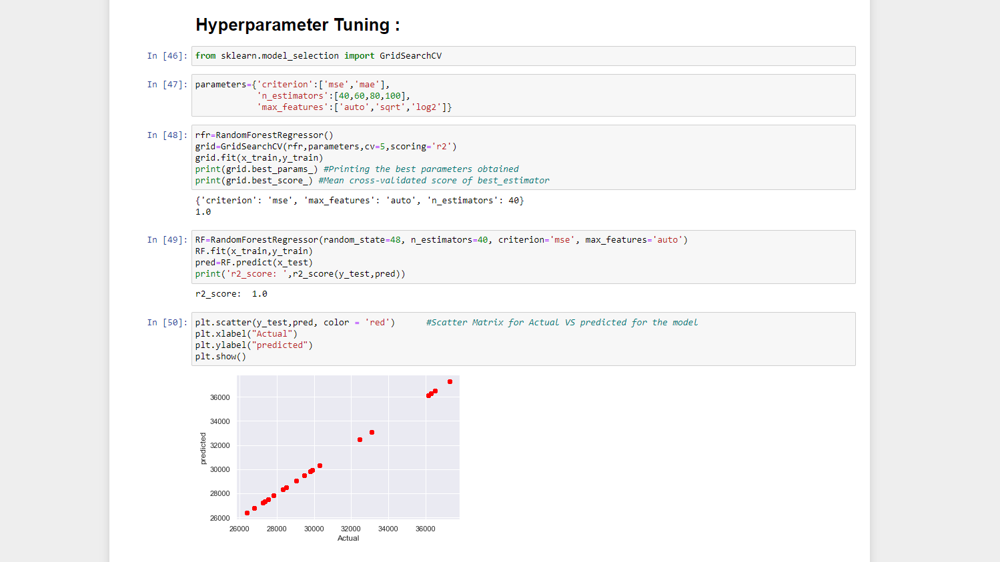 Hyperparameter Tuning :
In [46]: from sklearn.model_selection import GridSearchCV
In [47]: parameters={'criterion':['mse','mae'],
'n_estimators':[40,60,80,100],
'max_features':['auto','sqrt','log2']}
In [48]: rfr=RandomForestRegressor()
grid=GridSearchCV(rfr,parameters,cv=5,scoring='r2')
grid.fit(x_train,y_train)
print(grid.best_params_) #Printing the best parameters obtained
print(grid.best_score_) #Mean cross-validated score of best_estimator
{'criterion': 'mse', 'max_features': 'auto', 'n_estimators': 40}
1.0
In [49]: RF=RandomForestRegressor(random_state=48, n_estimators=40, criterion='mse', max_features='auto')
RF.fit(x_train,y_train)
pred=RF.predict(x_test)
print('r2_score: ',r2_score(y_test,pred))
r2_score:  1.0
In [50]: plt.scatter(y_test,pred, color = 'red')      #Scatter Matrix for Actual VS predicted for the model
plt.xlabel("Actual")
plt.ylabel("predicted")
plt.show()
36000
34000
32000
30000
28000
26000
predicted
26000 28000 30000 32000 34000 36000
Actual